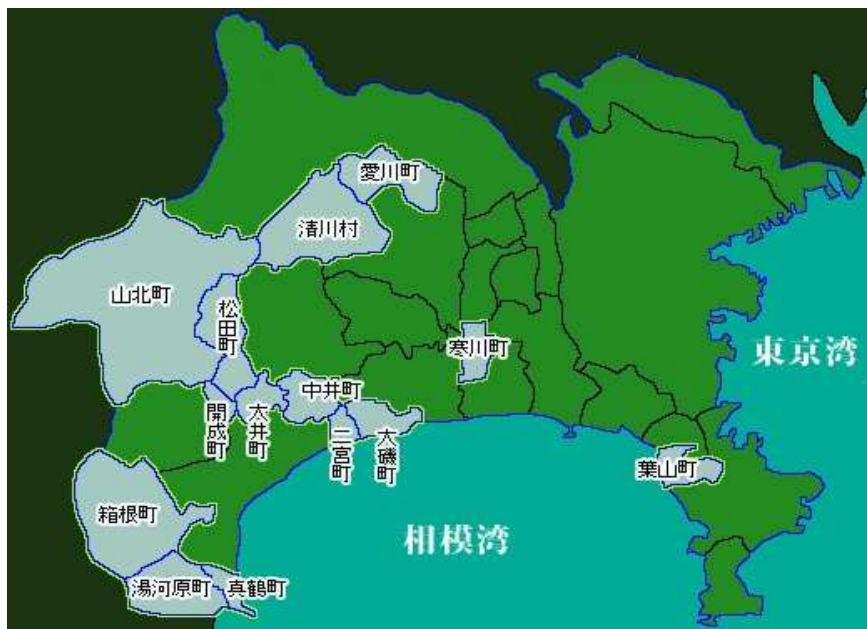 愛川町
清川村
山北町
松田町
寒川町
東京湾
中井町
開成町
大井町
二宮町
大磯町
葉山町
箱根町
相模湾
湯河原町
真鶴町